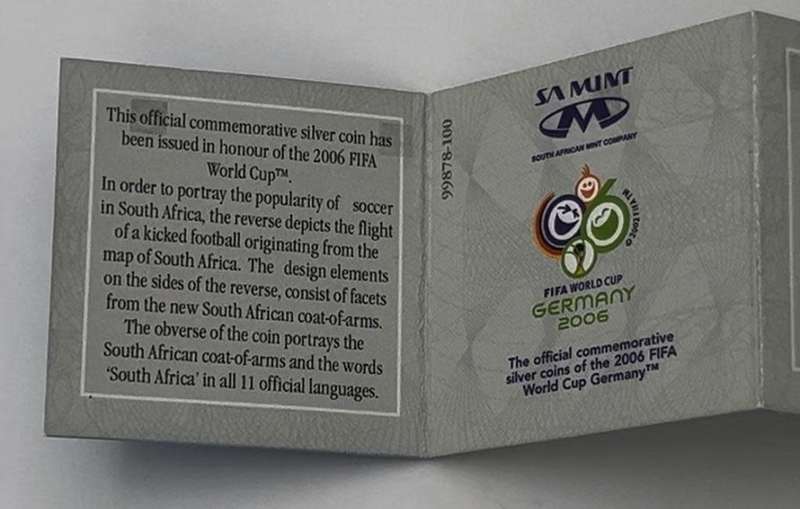 This official commemorative silver coin has
been issued in honour of the 2006 FIFA
World Cup™.
In order to portray the popularity of soccer
in South Africa, the reverse depicts the flight
of a kicked football originating from the
map of South Africa. The design elements
on the sides of the reverse, consist of facets
from the new South African coat-of-arms.
The obverse of the coin portrays the
South African coat-of-arms and the words
'South Africa' in all 11 official languages.
99878-100
SA MINT
SOUTH AFRICAN MINT COMPANY
© 2002 FIFA TM
FIFA WORLD CUP
GERMANY
2006
The official commemorative
silver coins of the 2006 FIFA
World Cup Germany™